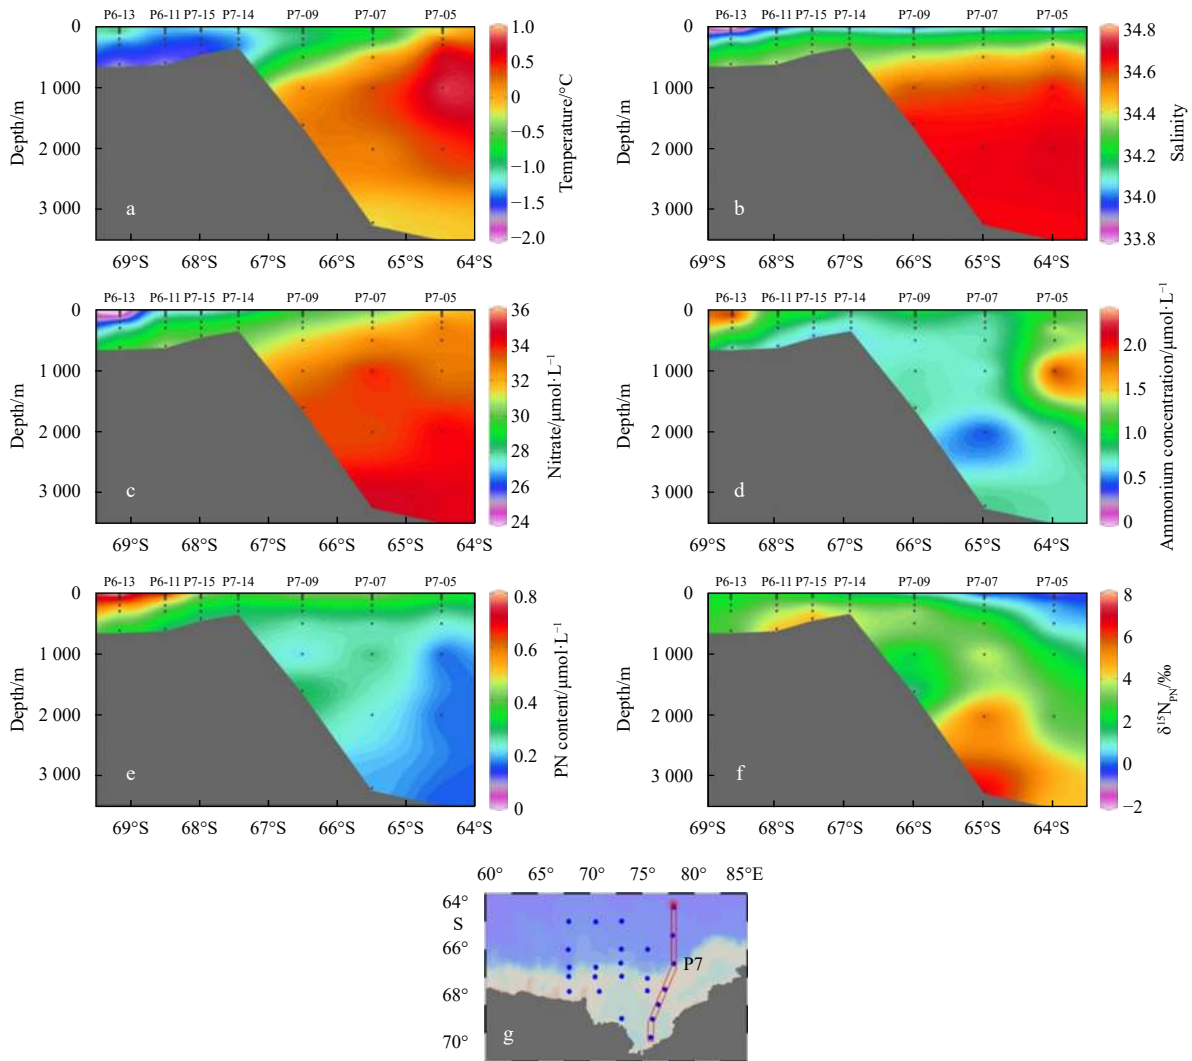 P6-13 P6-11 P7-15 P7-14 P7-09 P7-07 P7-05
0
1 000
2 000
3 000
Depth/m
a
69°S 68°S 67°S 66°S 65°S 64°S
1.0
0.5
0
−0.5
−1.0
−1.5
−2.0
Temperature/°C
P6-13 P6-11 P7-15 P7-14 P7-09 P7-07 P7-05
0
1 000
2 000
3 000
Depth/m
b
69°S 68°S 67°S 66°S 65°S 64°S
34.8
34.6
34.4
34.2
34.0
33.8
Salinity
P6-13 P6-11 P7-15 P7-14 P7-09 P7-07 P7-05
0
1 000
2 000
3 000
Depth/m
c
69°S 68°S 67°S 66°S 65°S 64°S
36
34
32
30
28
26
24
Nitrate/μmol·L⁻¹
P6-13 P6-11 P7-15 P7-14 P7-09 P7-07 P7-05
0
1 000
2 000
3 000
Depth/m
d
69°S 68°S 67°S 66°S 65°S 64°S
2.0
1.5
1.0
0.5
0
Ammonium concentration/μmol·L⁻¹
P6-13 P6-11 P7-15 P7-14 P7-09 P7-07 P7-05
0
1 000
2 000
3 000
Depth/m
e
69°S 68°S 67°S 66°S 65°S 64°S
0.8
0.6
0.4
0.2
0
PN content/μmol·L⁻¹
P6-13 P6-11 P7-15 P7-14 P7-09 P7-07 P7-05
0
1 000
2 000
3 000
Depth/m
f
69°S 68°S 67°S 66°S 65°S 64°S
8
6
4
2
0
−2
δ¹⁵N_PN/‰
60° 65° 70° 75° 80° 85°E
64°
S
66°
68°
70°
P7
g